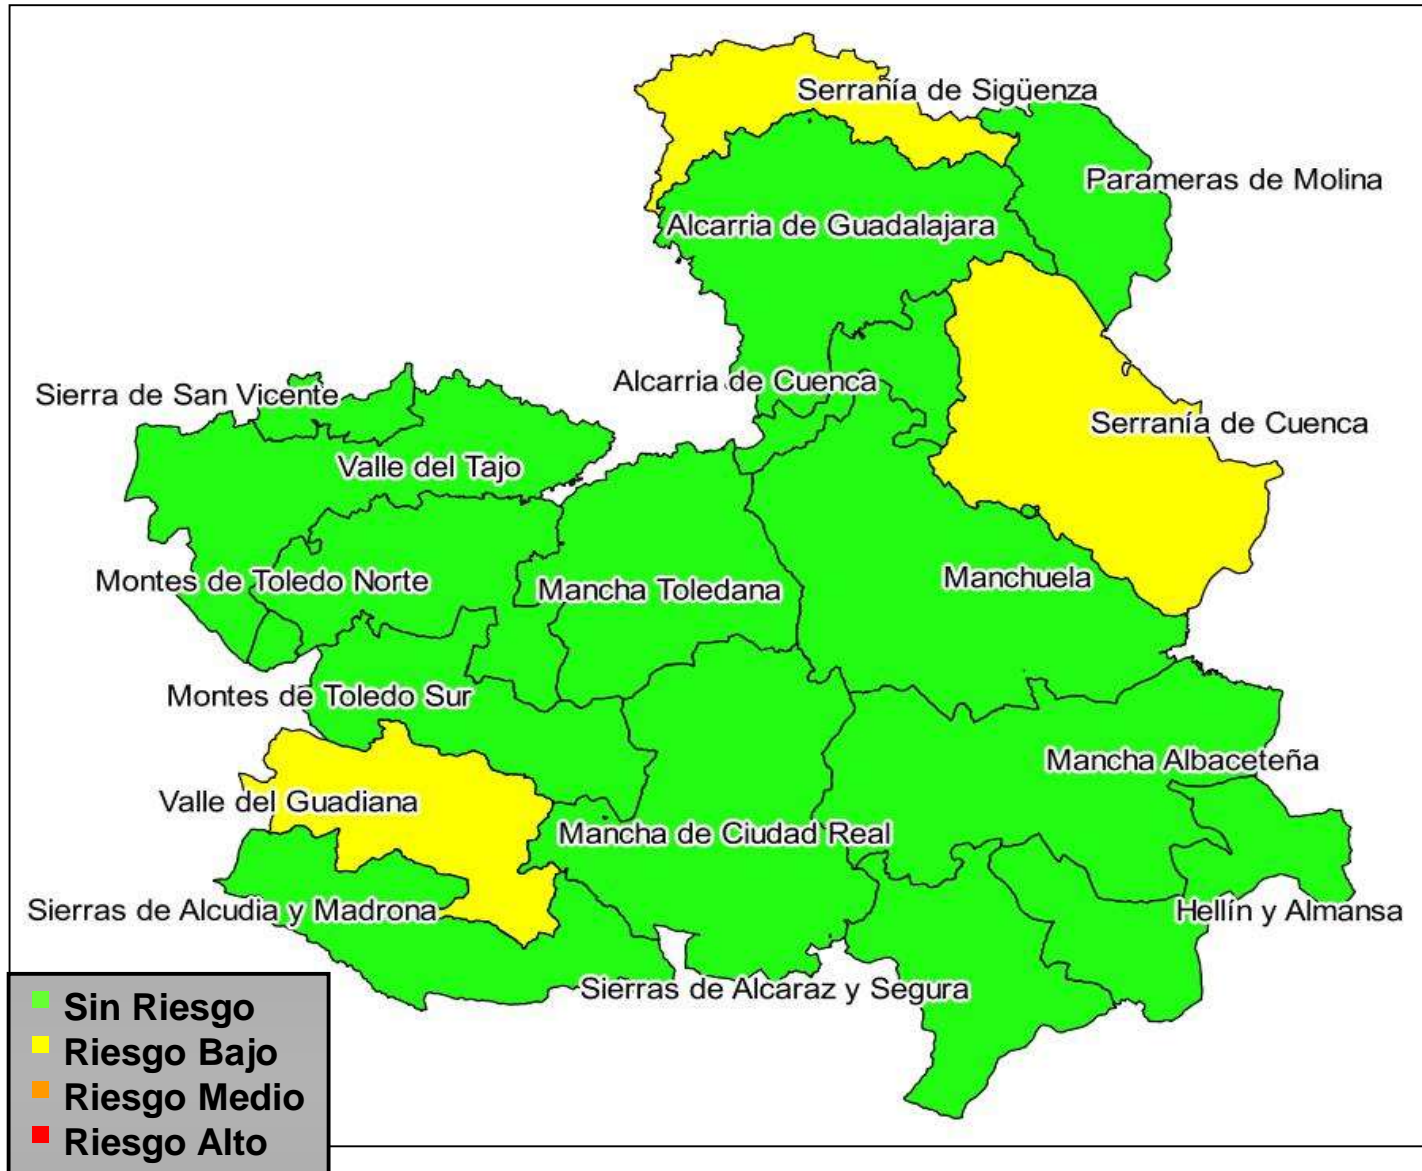 Serrañía de Sigüenza
Parameras de Molina
Alcarria de Guadalajara
Alcarria de Cuenca
Sierra de San Vicente
Serranía de Cuenca
Valle del Tajo
Montes de Toledo Norte
Mancha Toledana
Manchuela
Montes de Toledo Sur
Mancha Albaceteña
Valle del Guadiana
Mancha de Ciudad Real
Sierras de Alcudia y Madrona
Hellín y Almansa
Sierras de Alcaraz y Segura
Sin Riesgo
Riesgo Bajo
Riesgo Medio
Riesgo Alto